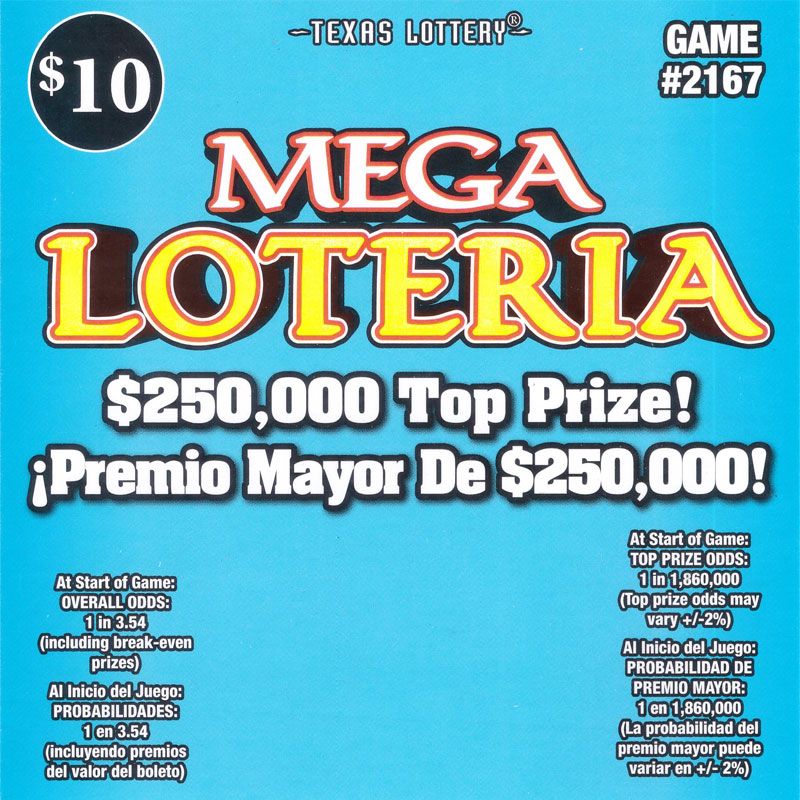 $10
TEXAS LOTTERY®
GAME
#2167
MEGA
LOTERIA
$250,000 Top Prize!
¡Premio Mayor De $250,000!
At Start of Game:
OVERALL ODDS:
1 in 3.54
(including break-even
prizes)
Al Inicio del Juego:
PROBABILIDADES:
1 en 3.54
(incluyendo premios
del valor del boleto)
At Start of Game:
TOP PRIZE ODDS:
1 in 1,860,000
(Top prize odds may
vary +/-2%)
Al Inicio del Juego:
PROBABILIDAD DE
PREMIO MAYOR:
1 en 1,860,000
(La probabilidad del
premio mayor puede
variar en +/- 2%)